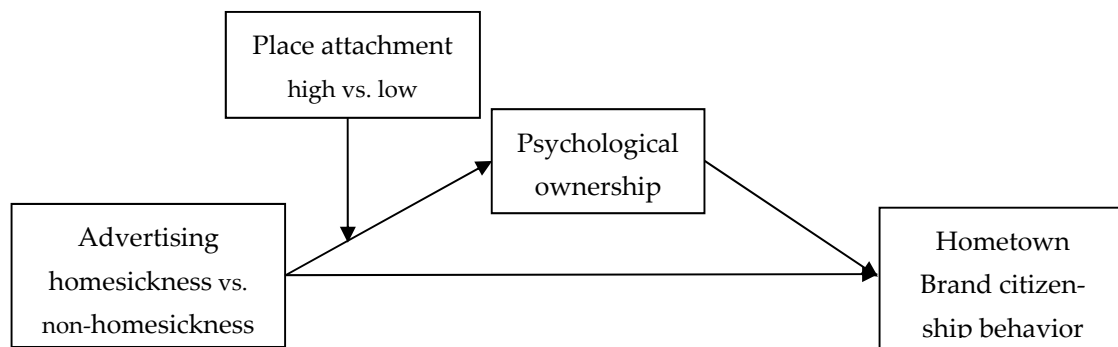 Place attachment
high vs. low
Psychological
ownership
Advertising
homesickness vs.
non-homesickness
Hometown
Brand citizen-
ship behavior